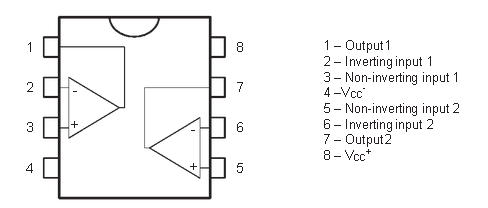 1
2
3
4
-
+
8
7
6
5
-
+
1 – Output1
2 – Inverting input 1
3 – Non-inverting input 1
4 –Vcc-
5 – Non-inverting input 2
6 – Inverting input 2
7 – Output2
8 – Vcc+